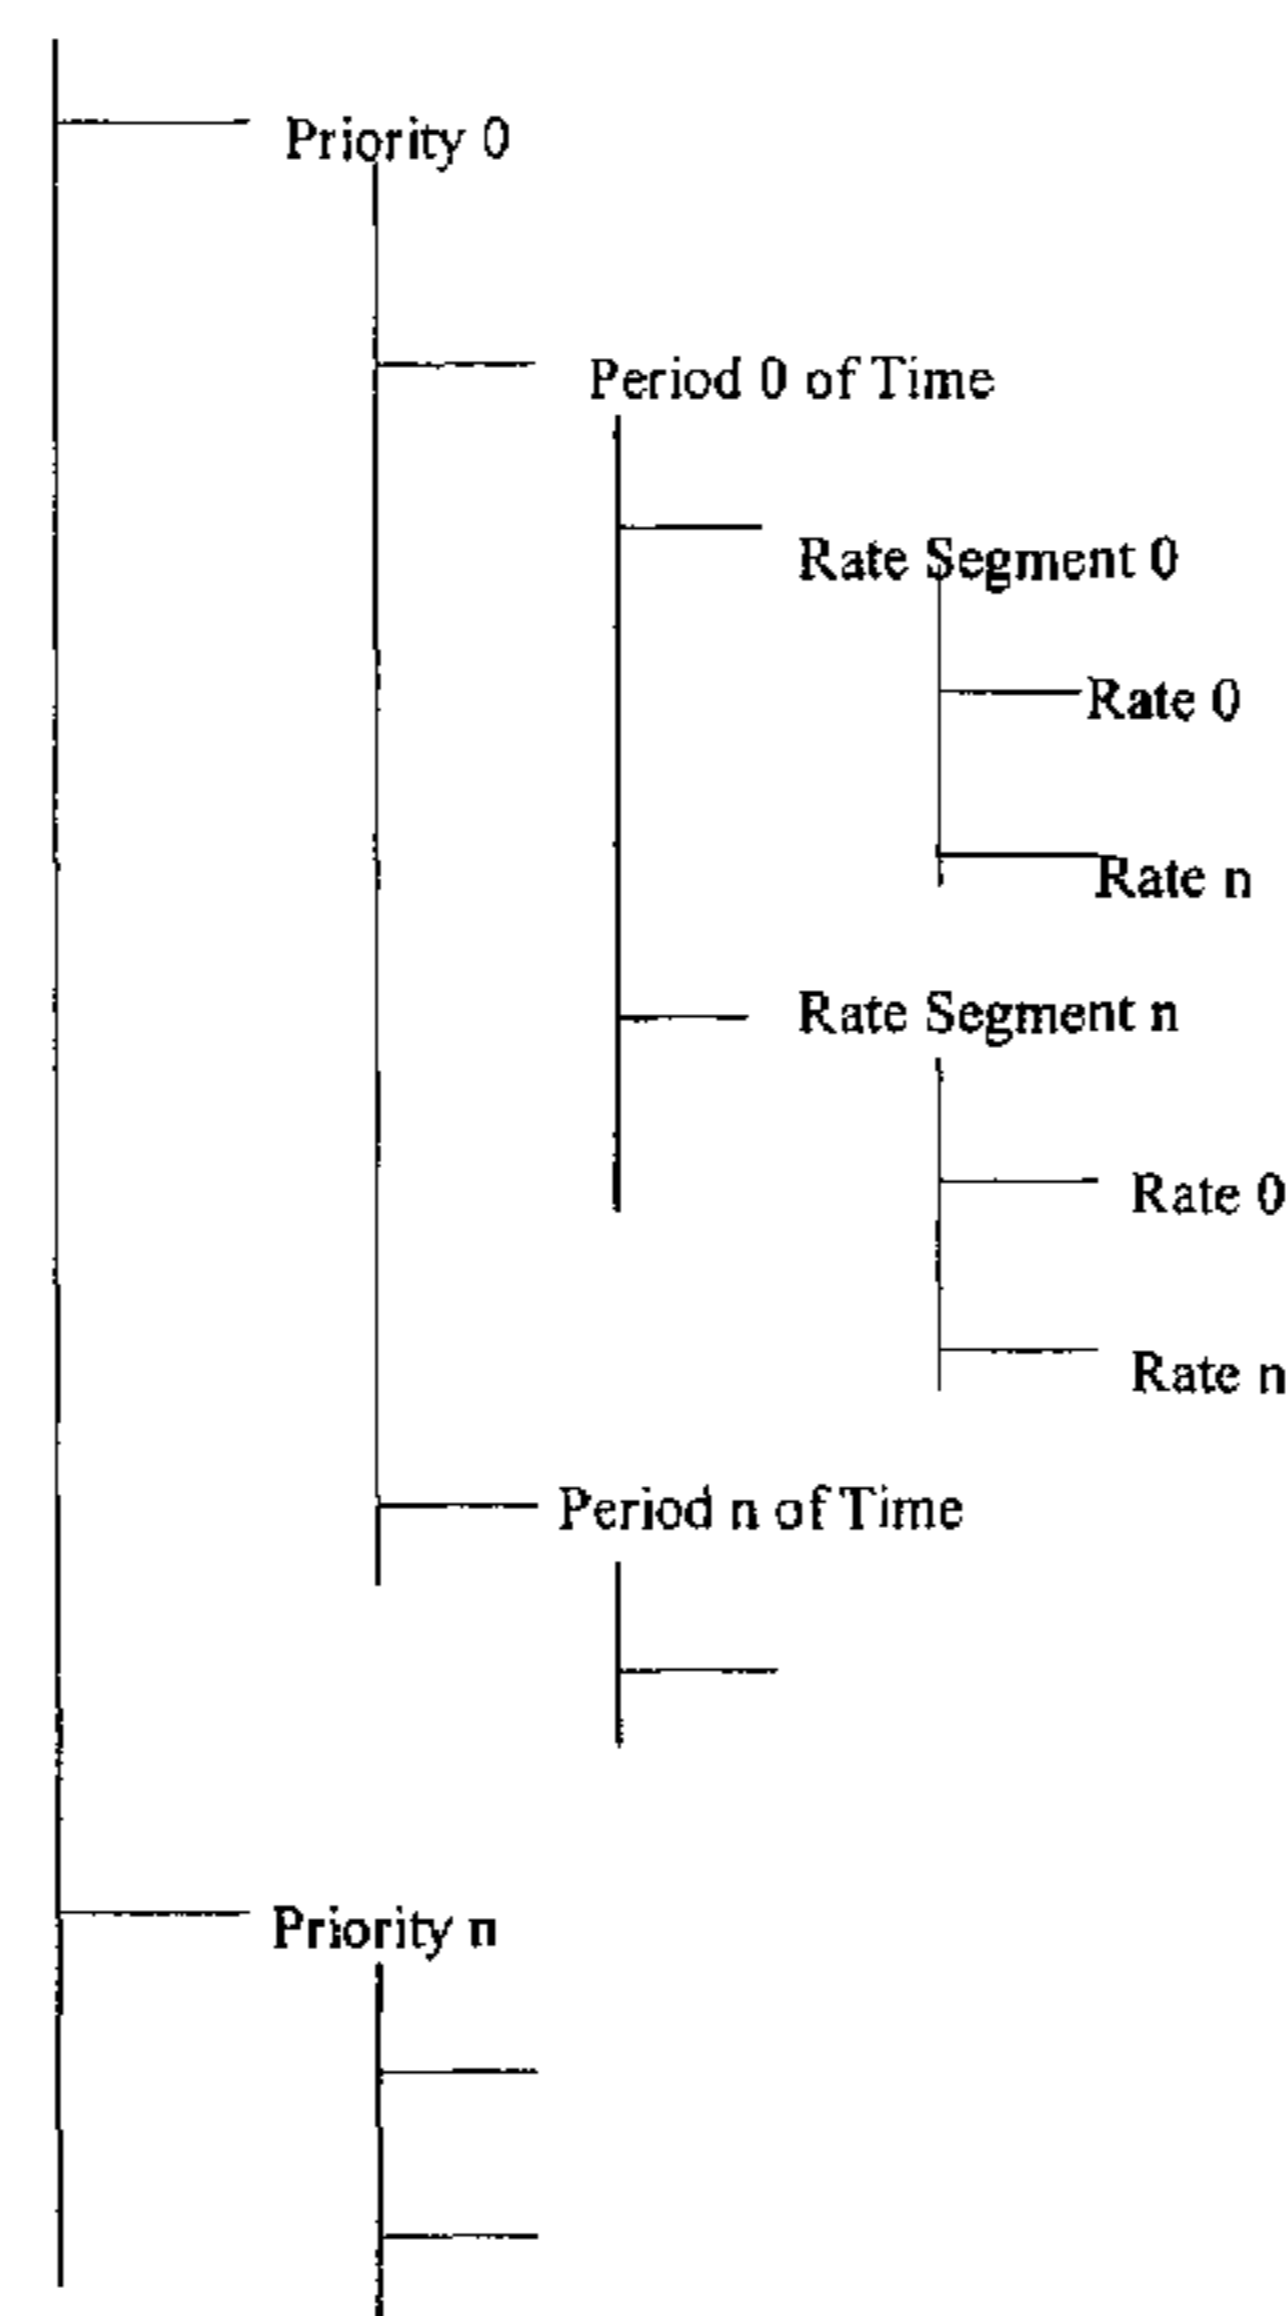 Priority 0
Period 0 of Time
Rate Segment 0
Rate 0
Rate n
Rate Segment n
Rate 0
Rate n
Period n of Time
Priority n